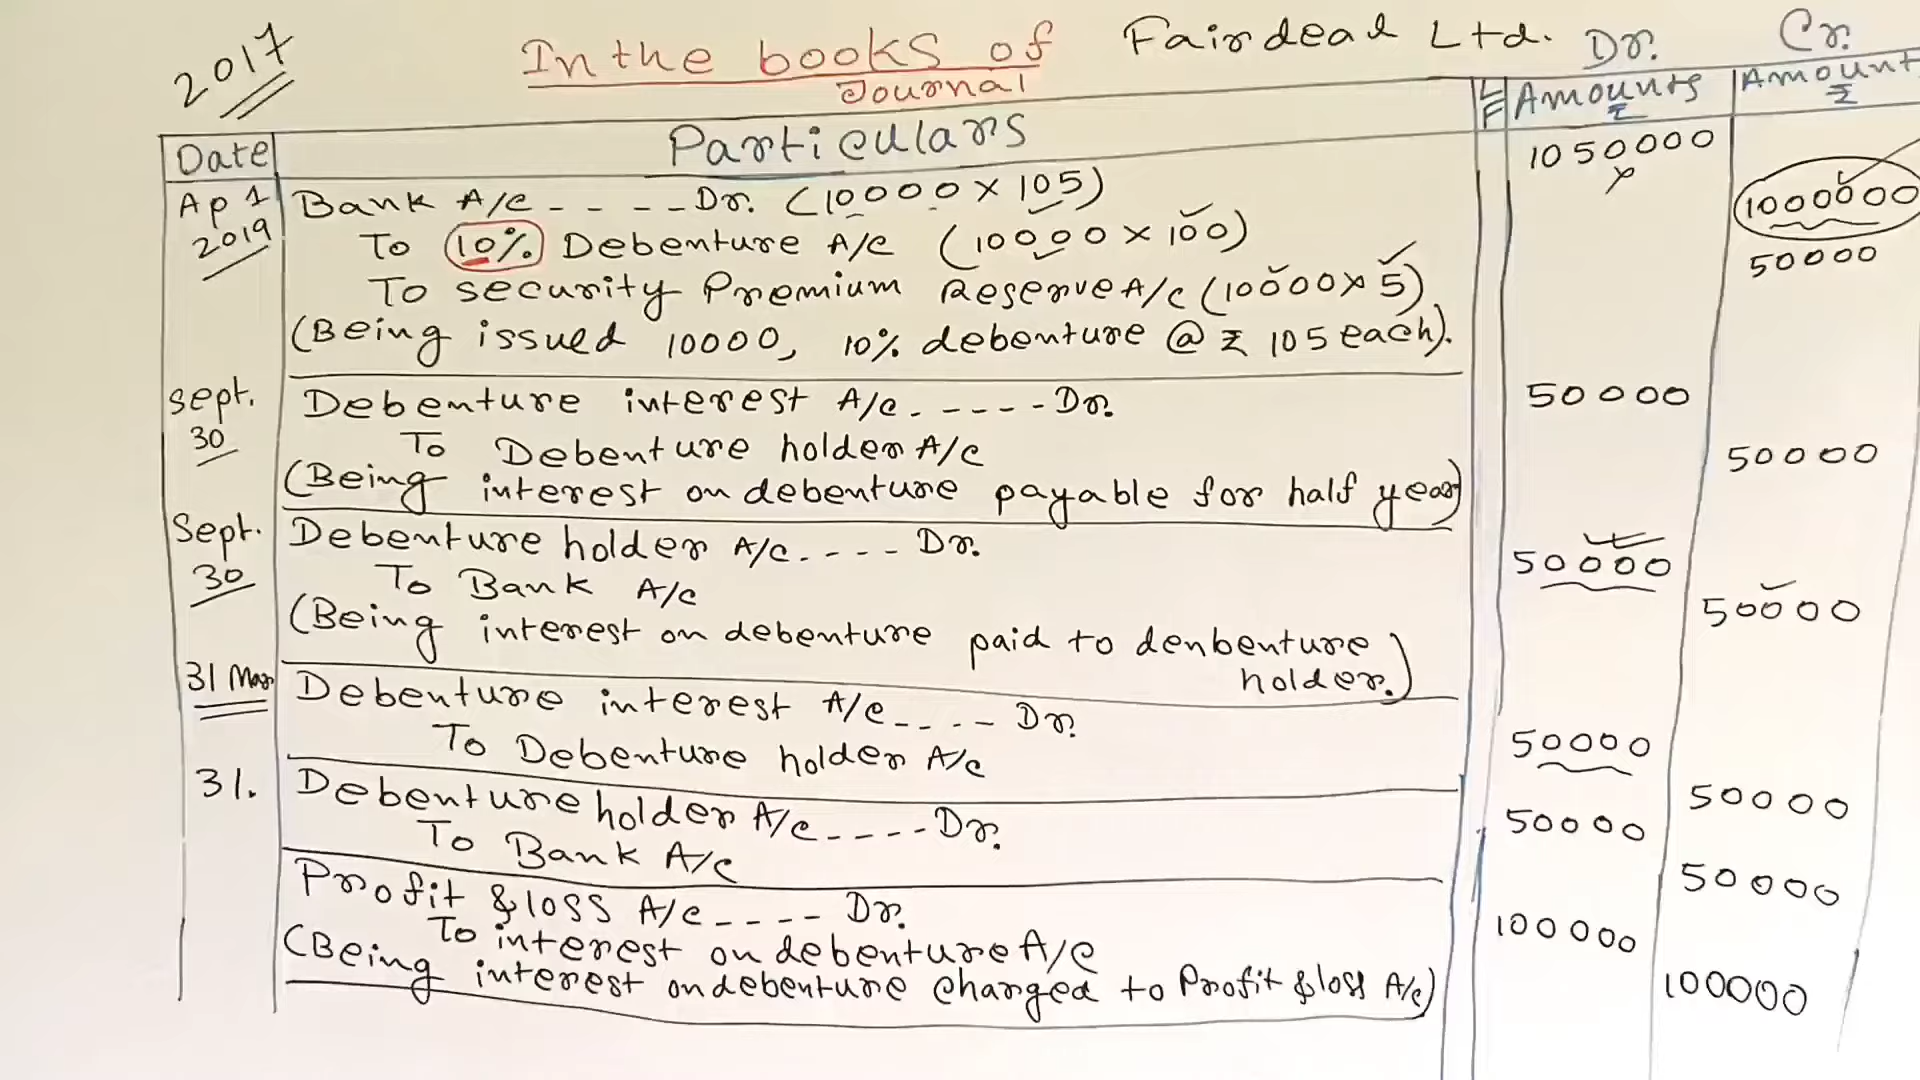 2017
In the books of Fairdeal Ltd.
Journal
Date Particulars LF Dr. Amounts ₹ Cr. Amount ₹
Ap 1 Bank A/c - - - - - Dr. (10000 × 105) 1050000
2019 To 10% Debenture A/c (10000 × 100) 1000000
To security Premium Reserve A/c (10000 × 5) 50000
(Being issued 10000, 10% debenture @ ₹ 105 each).
Sept. 30 Debenture interest A/c. - - - - - Dr. 50000
To Debenture holder A/c 50000
(Being interest on debenture payable for half year)
Sept. 30 Debenture holder A/c. - - - - Dr. 50000
To Bank A/c 50000
(Being interest on debenture paid to denbenture
holder.)
31 Mar Debenture interest A/c - - - - Dr. 50000
To Debenture holder A/c 50000
31. Debenture holder A/c - - - - - Dr. 50000
To Bank A/c 50000
Profit & loss A/c - - - - - Dr. 100000
To interest on debenture A/c 100000
(Being interest on debenture charged to Profit & loss A/c)